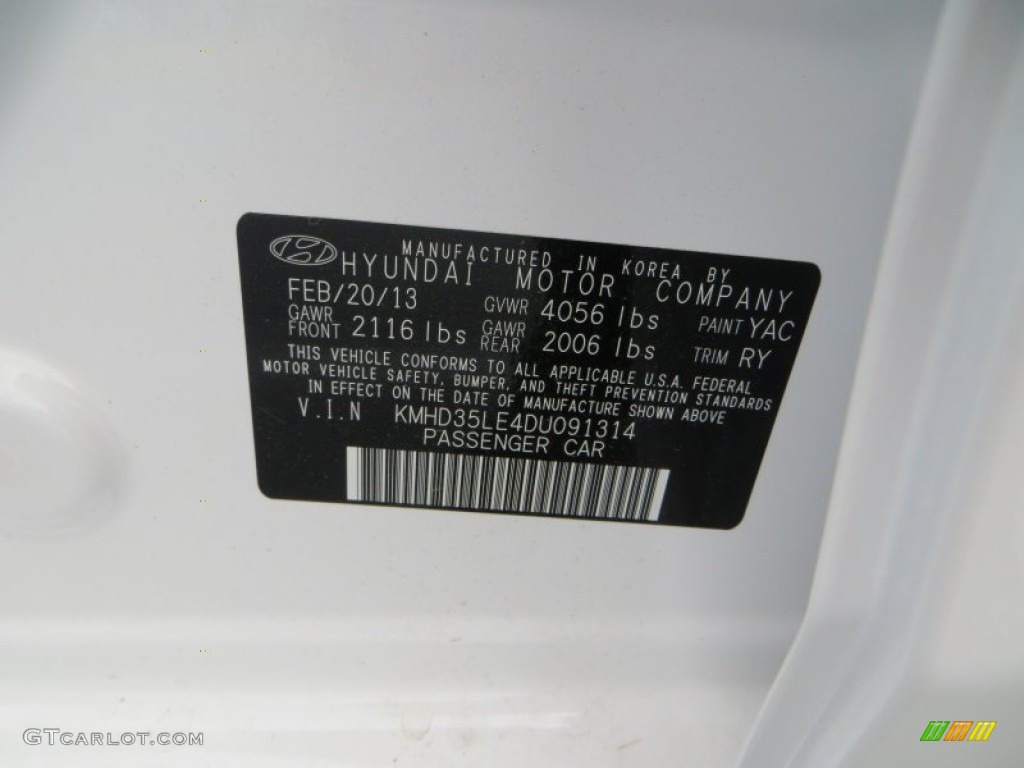 MANUFACTURED IN KOREA BY
HYUNDAI MOTOR COMPANY
FEB/20/13 GVWR 4056 lbs PAINT YAC
GAWR FRONT 2116 lbs GAWR REAR 2006 lbs TRIM RY
THIS VEHICLE CONFORMS TO ALL APPLICABLE U.S.A. FEDERAL
MOTOR VEHICLE SAFETY, BUMPER, AND THEFT PREVENTION STANDARDS
IN EFFECT ON THE DATE OF MANUFACTURE SHOWN ABOVE
V.I.N KMHD35LE4DU091314
PASSENGER CAR
GTCARLOT.COM